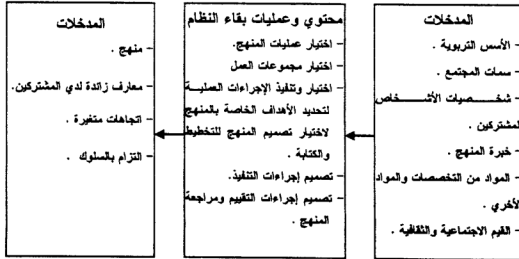 المدخلات
- الأسس التربوية .
- سمات المجتمع .
- شخصيات الأشخاص
لمشتركين .
- خبرة المنهج .
- المواد من التخصصات والمواد
لأخري .
- القيم الاجتماعية والثقافية .
محتوي وعمليات بقاء النظام
- اختيار عمليات المنهج.
- اختيار مجموعات العمل
- اختيار وتنفيذ الإجراءات العملية
لتحديد الأهداف الخاصة بالمنهج
لاختيار تصميم المنهج للتخطيط
والكتابة .
- تصميم إجراءات التنفيذ.
- تصميم إجراءات التقييم ومراجعة
المنهج .
المدخلات
- منهج .
- معارف زائدة لدي المشتركين.
- اتجاهات متغيرة .
- التزام بالسلوك .